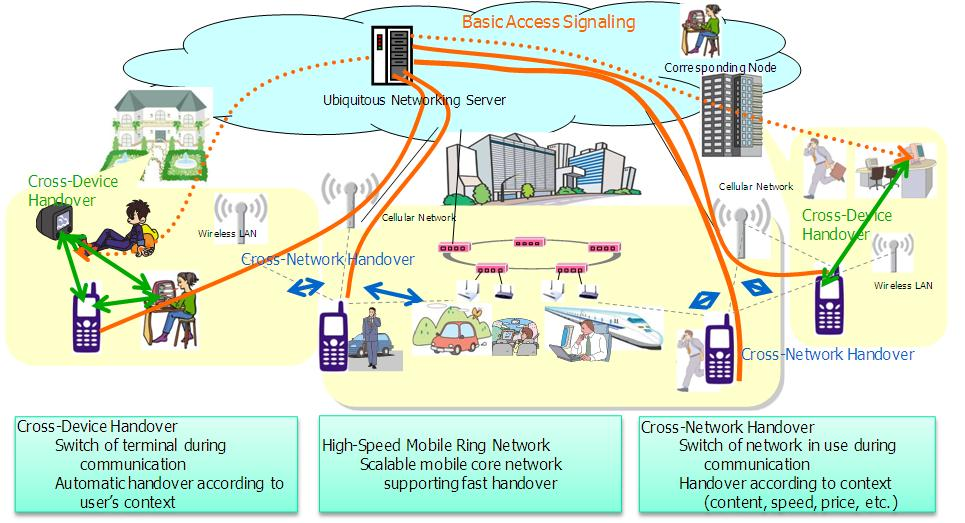 Basic Access Signaling
Corresponding Node
Ubiquitous Networking Server
Cross-Device
Handover
Wireless LAN
Cellular Network
Cross-Network Handover
Cellular Network
Cross-Device
Handover
Wireless LAN
Cross-Network Handover
Cross-Device Handover
Switch of terminal during
communication
Automatic handover according to
user's context
High-Speed Mobile Ring Network
Scalable mobile core network
supporting fast handover
Cross-Network Handover
Switch of network in use during
communication
Handover according to context
(content, speed, price, etc.)